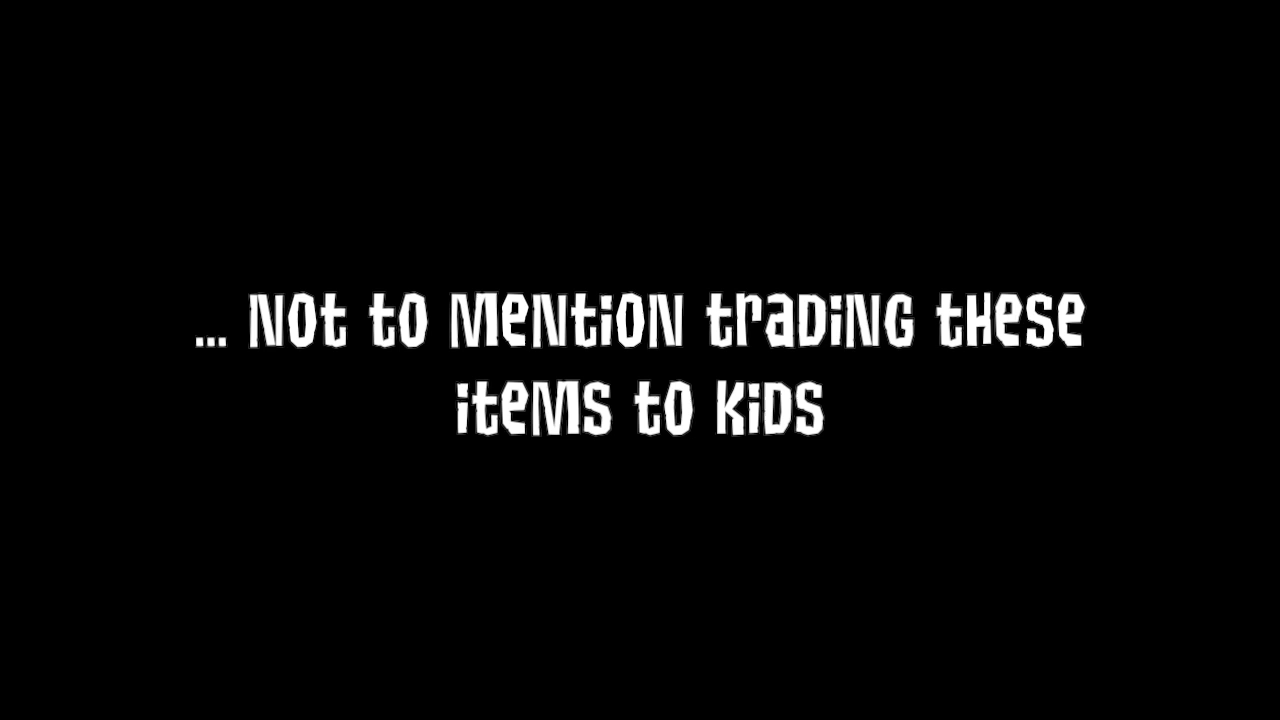 ... Not to Mention trading these
items to kids